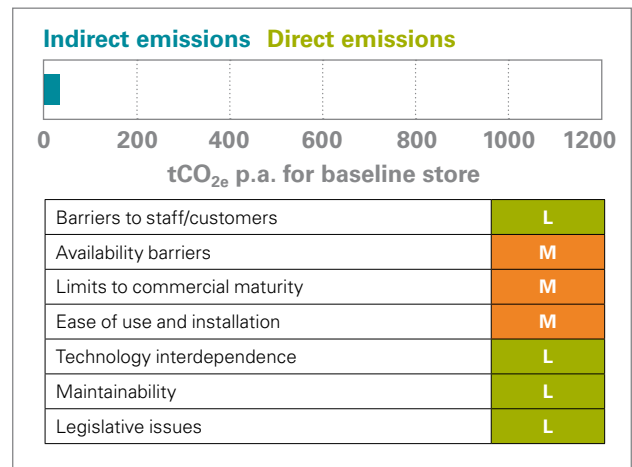 Indirect emissions Direct emissions
0 200 400 600 800 1000 1200
tCO2e p.a. for baseline store
Barriers to staff/customers L
Availability barriers M
Limits to commercial maturity M
Ease of use and installation M
Technology interdependence L
Maintainability L
Legislative issues L